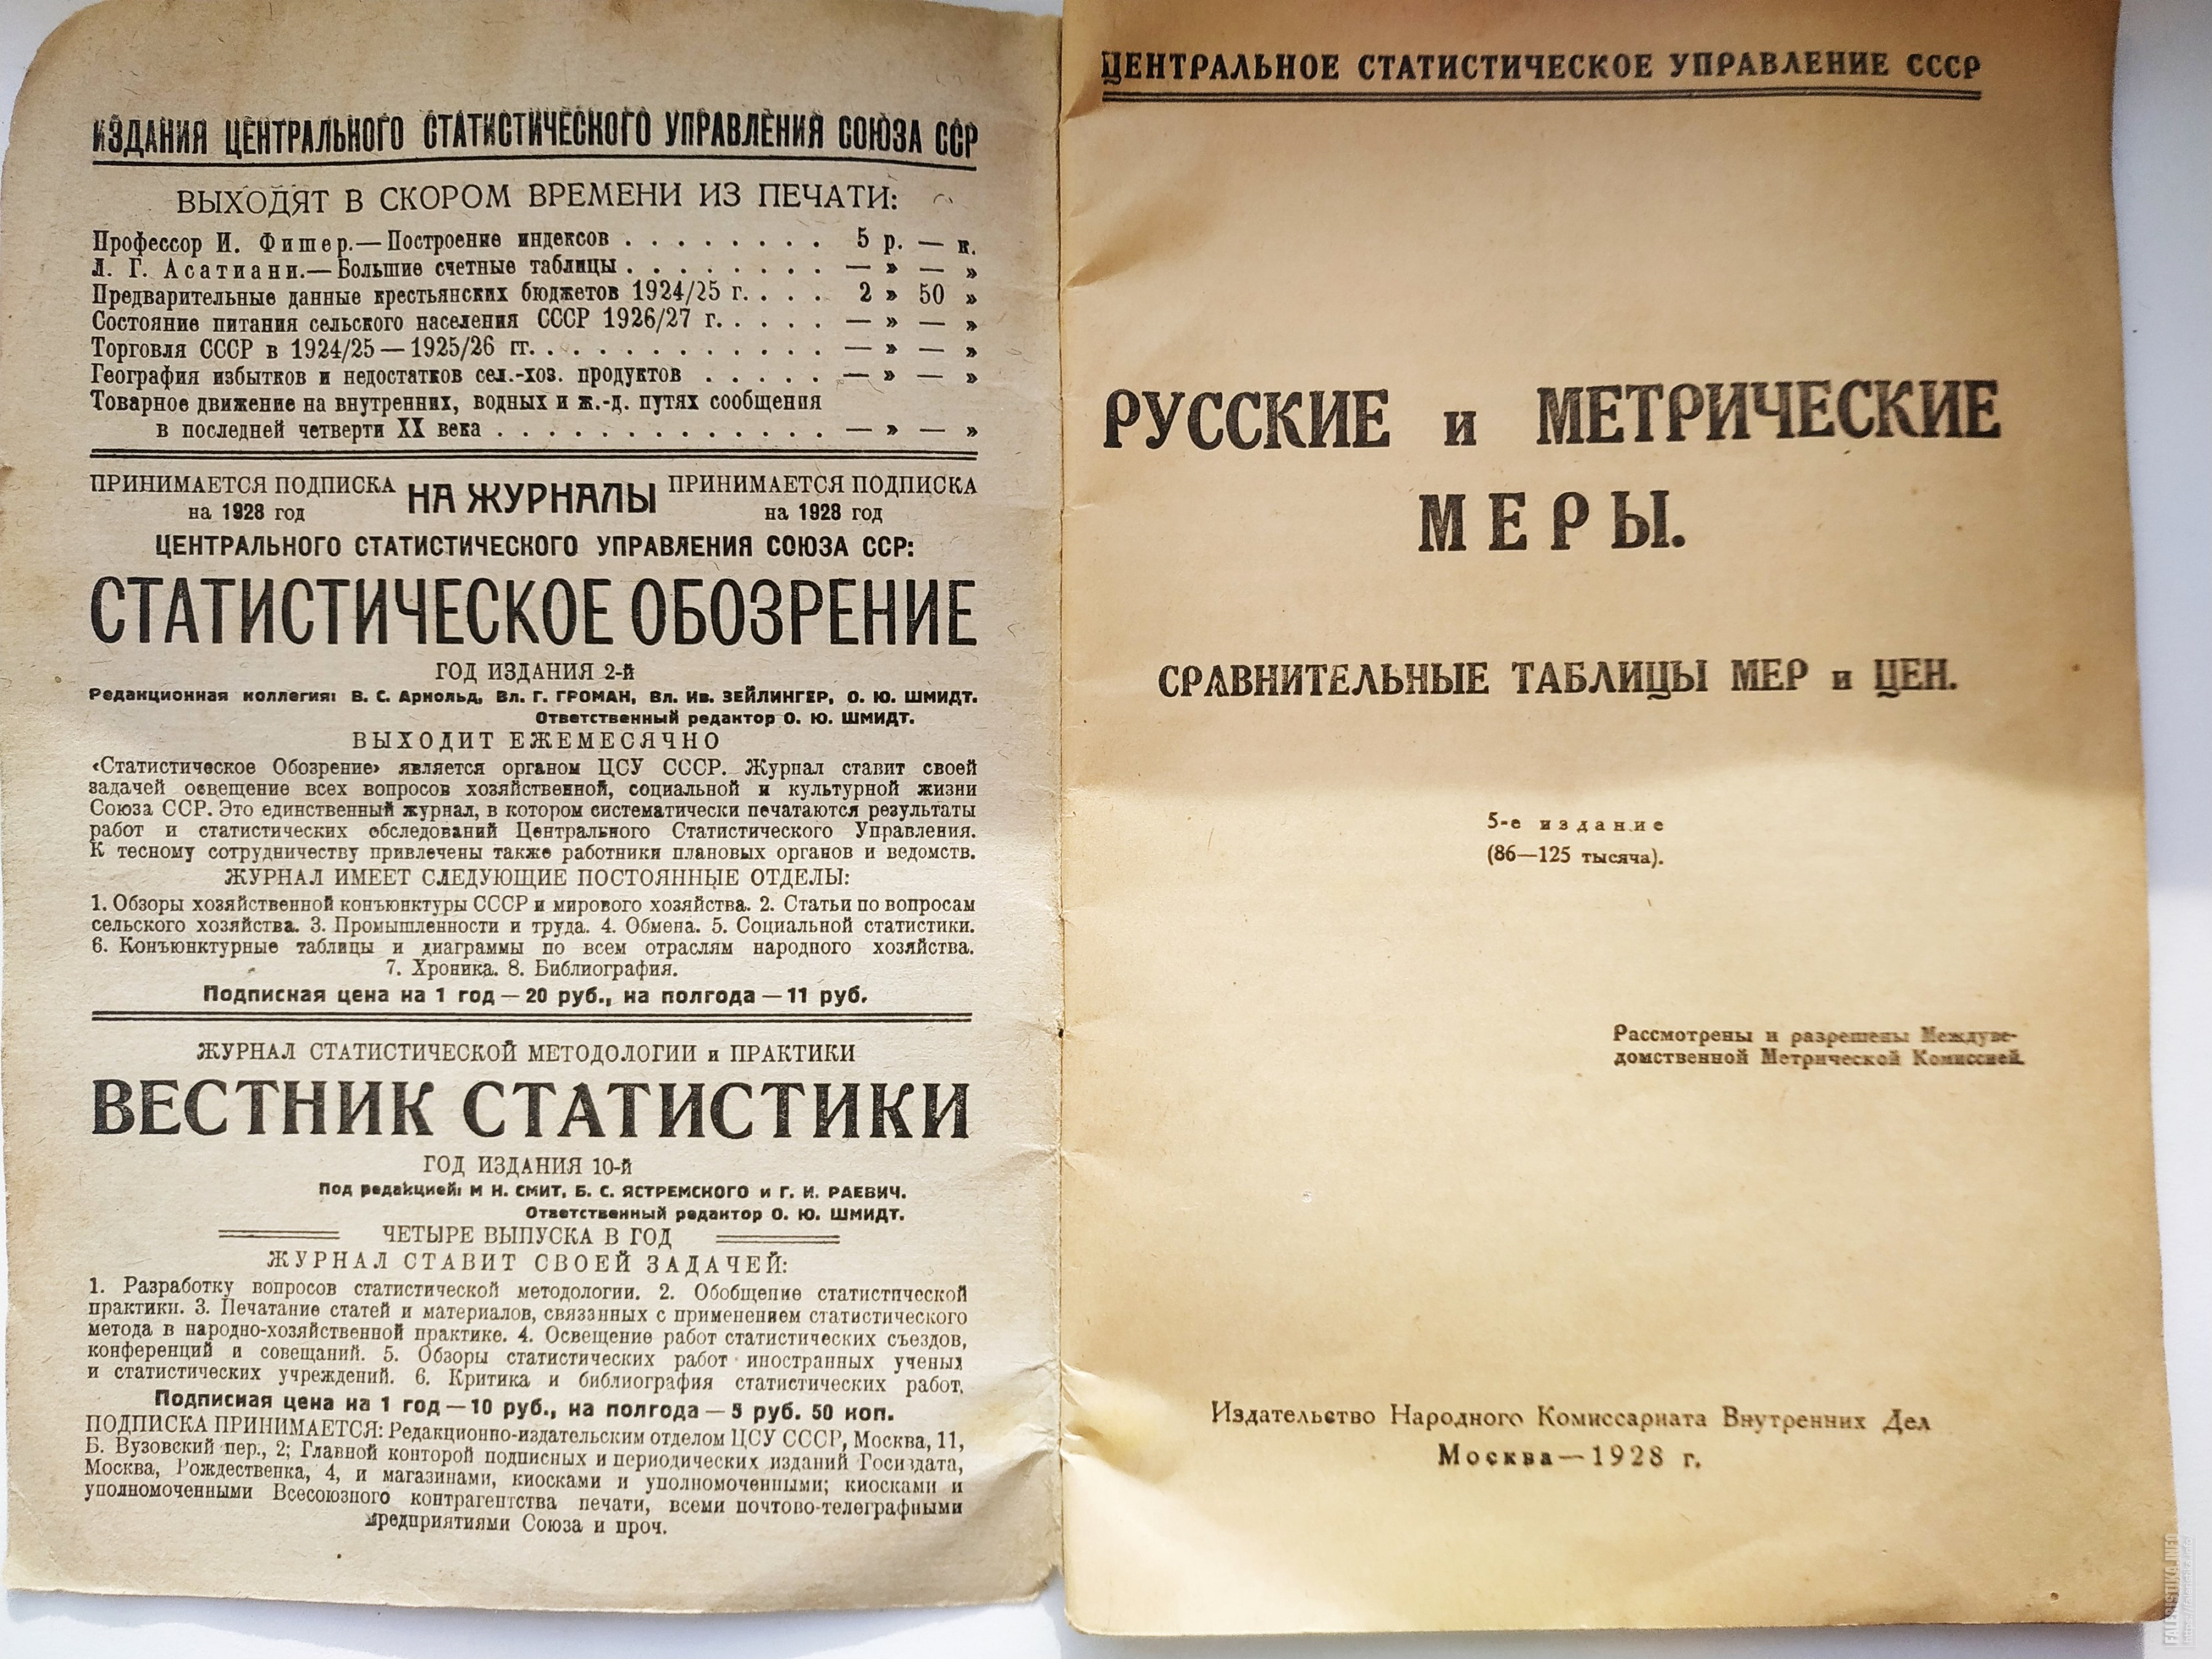 ИЗДАНИЯ ЦЕНТРАЛЬНОГО СТАТИСТИЧЕСКОГО УПРАВЛЕНИЯ СОЮЗА ССР
ВЫХОДЯТ В СКОРОМ ВРЕМЕНИ ИЗ ПЕЧАТИ:
Профессор И. Фишер.—Построение индексов . . . . . . . . 5 р. — к.
Л. Г. Асатиани.—Большие счетные таблицы . . . . . . . . — » — »
Предварительные данные крестьянских бюджетов 1924/25 г. . . . 2 » 50 »
Состояние питания сельского населения СССР 1926/27 г. . . . . — » — »
Торговля СССР в 1924/25—1925/26 гг. . . . . . . . . . . . — » — »
География избытков и недостатков сел.-хоз. продуктов . . . . . — » — »
Товарное движение на внутренних, водных и ж.-д. путях сообщения
в последней четверти XX века . . . . . . . . . . . . . . — » — »
ПРИНИМАЕТСЯ ПОДПИСКА НА ЖУРНАЛЫ ПРИНИМАЕТСЯ ПОДПИСКА
на 1928 год на 1928 год
ЦЕНТРАЛЬНОГО СТАТИСТИЧЕСКОГО УПРАВЛЕНИЯ СОЮЗА ССР:
СТАТИСТИЧЕСКОЕ ОБОЗРЕНИЕ
ГОД ИЗДАНИЯ 2-й
Редакционная коллегия: В. С. Арнольд, Вл. Г. ГРОМАН, Вл. Ив. ЗЕЙЛИНГЕР, О. Ю. ШМИДТ.
Ответственный редактор О. Ю. ШМИДТ.
ВЫХОДИТ ЕЖЕМЕСЯЧНО
«Статистическое Обозрение» является органом ЦСУ СССР. Журнал ставит своей
задачей освещение всех вопросов хозяйственной, социальной и культурной жизни
Союза ССР. Это единственный журнал, в котором систематически печатаются результаты
работ и статистических обследований Центрального Статистического Управления.
К тесному сотрудничеству привлечены также работники плановых органов и ведомств.
ЖУРНАЛ ИМЕЕТ СЛЕДУЮЩИЕ ПОСТОЯННЫЕ ОТДЕЛЫ:
1. Обзоры хозяйственной конъюнктуры СССР и мирового хозяйства. 2. Статьи по вопросам
сельского хозяйства. 3. Промышленности и труда. 4. Обмена. 5. Социальной статистики.
6. Конъюнктурные таблицы и диаграммы по всем отраслям народного хозяйства.
7. Хроника. 8. Библиография.
Подписная цена на 1 год — 20 руб., на полгода — 11 руб.
ЖУРНАЛ СТАТИСТИЧЕСКОЙ МЕТОДОЛОГИИ и ПРАКТИКИ
ВЕСТНИК СТАТИСТИКИ
ГОД ИЗДАНИЯ 10-й
Под редакцией: М Н. СМИТ, Б. С. ЯСТРЕМСКОГО и Г. И. РАЕВИЧ.
Ответственный редактор О. Ю. ШМИДТ.
ЧЕТЫРЕ ВЫПУСКА В ГОД
ЖУРНАЛ СТАВИТ СВОЕЙ ЗАДАЧЕЙ:
1. Разработку вопросов статистической методологии. 2. Обобщение статистической
практики. 3. Печатание статей и материалов, связанных с применением статистического
метода в народно-хозяйственной практике. 4. Освещение работ статистических съездов,
конференций и совещаний. 5. Обзоры статистических работ иностранных ученых
и статистических учреждений. 6. Критика и библиография статистических работ.
Подписная цена на 1 год — 10 руб., на полгода — 5 руб. 50 коп.
ПОДПИСКА ПРИНИМАЕТСЯ: Редакционно-издательским отделом ЦСУ СССР, Москва, 11,
Б. Вузовский пер., 2; Главной конторой подписных и периодических изданий Госиздата,
Москва, Рождественка, 4, и магазинами, киосками и уполномоченными; киосками и
уполномоченными Всесоюзного контрагентства печати, всеми почтово-телеграфными
предприятиями Союза и проч.
ЦЕНТРАЛЬНОЕ СТАТИСТИЧЕСКОЕ УПРАВЛЕНИЕ СССР
РУССКИЕ и МЕТРИЧЕСКИЕ
МЕРЫ.
СРАВНИТЕЛЬНЫЕ ТАБЛИЦЫ МЕР и ЦЕН.
5-е издание
(86—125 тысяча).
Рассмотрены и разрешены Междуве-
домственной Метрической Комиссией.
Издательство Народного Комиссариата Внутренних Дел
Москва—1928 г.
FALERISTIKA.INFO